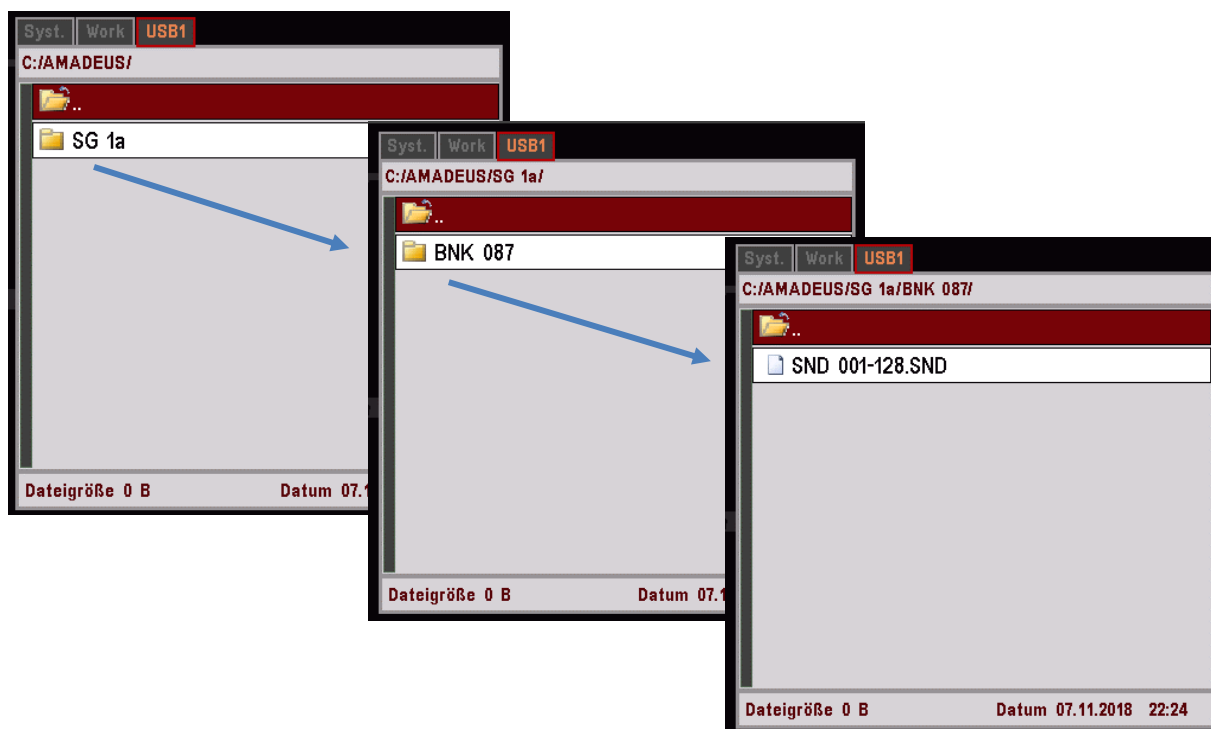 Syst. Work USB1
C:/AMADEUS/
..
SG 1a
Dateigröße 0 B Datum 07.1
Syst. Work USB1
C:/AMADEUS/SG 1a/
..
BNK 087
Dateigröße 0 B Datum 07.1
Syst. Work USB1
C:/AMADEUS/SG 1a/BNK 087/
..
SND 001-128.SND
Dateigröße 0 B Datum 07.11.2018 22:24